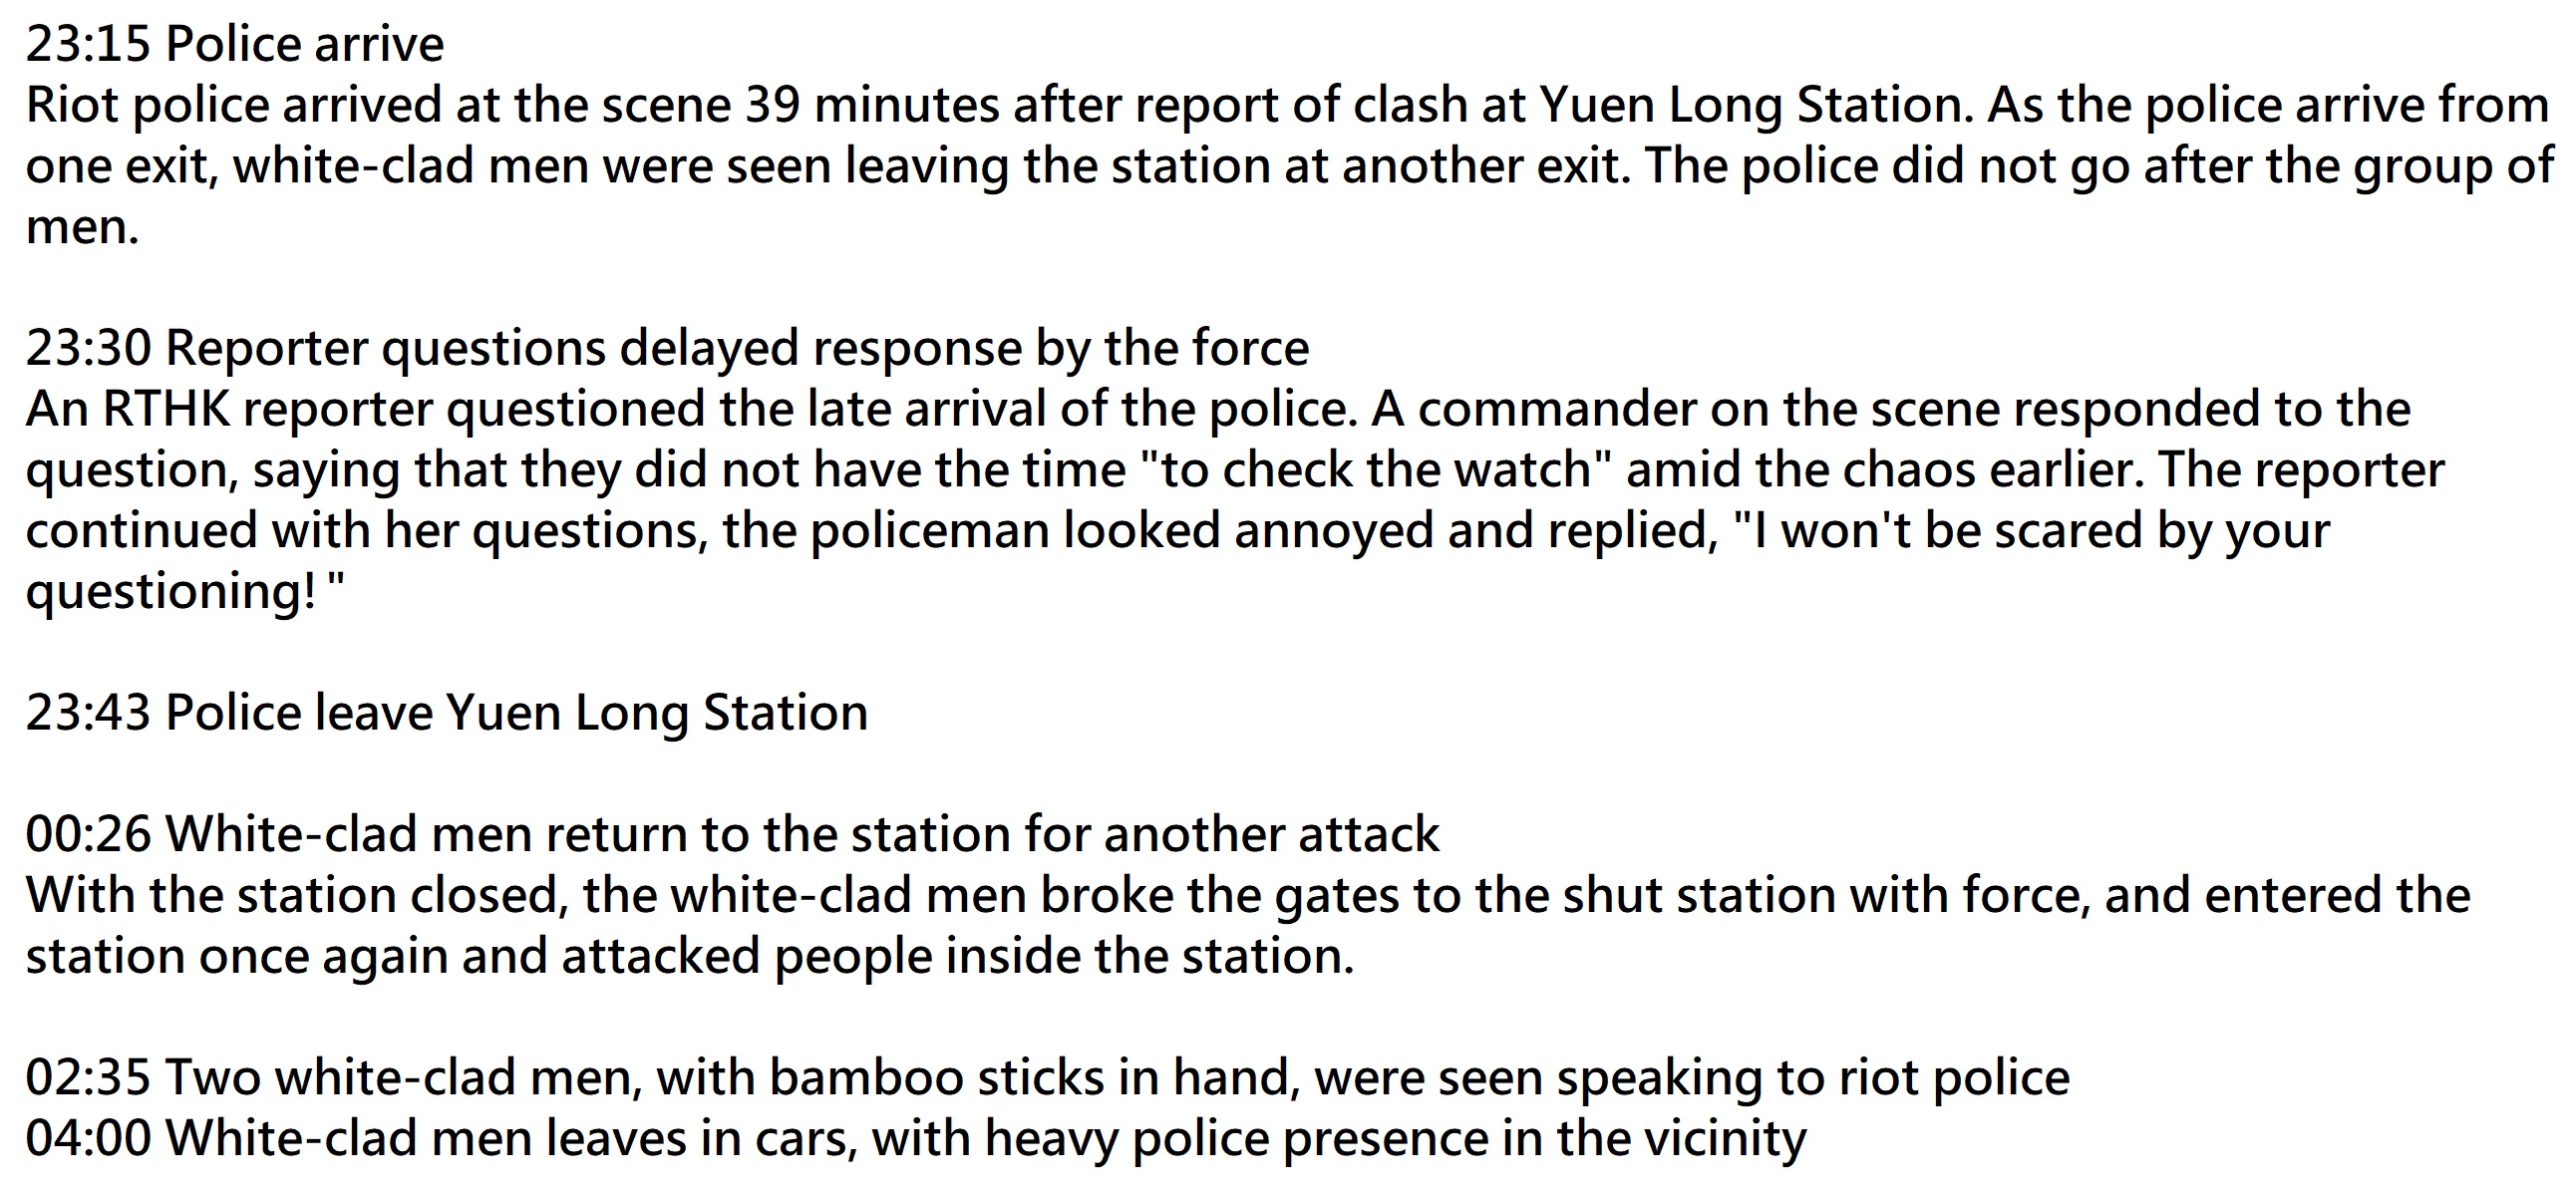 23:15 Police arrive
Riot police arrived at the scene 39 minutes after report of clash at Yuen Long Station. As the police arrive from
one exit, white-clad men were seen leaving the station at another exit. The police did not go after the group of
men.
23:30 Reporter questions delayed response by the force
An RTHK reporter questioned the late arrival of the police. A commander on the scene responded to the
question, saying that they did not have the time "to check the watch" amid the chaos earlier. The reporter
continued with her questions, the policeman looked annoyed and replied, "I won't be scared by your
questioning! "
23:43 Police leave Yuen Long Station
00:26 White-clad men return to the station for another attack
With the station closed, the white-clad men broke the gates to the shut station with force, and entered the
station once again and attacked people inside the station.
02:35 Two white-clad men, with bamboo sticks in hand, were seen speaking to riot police
04:00 White-clad men leaves in cars, with heavy police presence in the vicinity